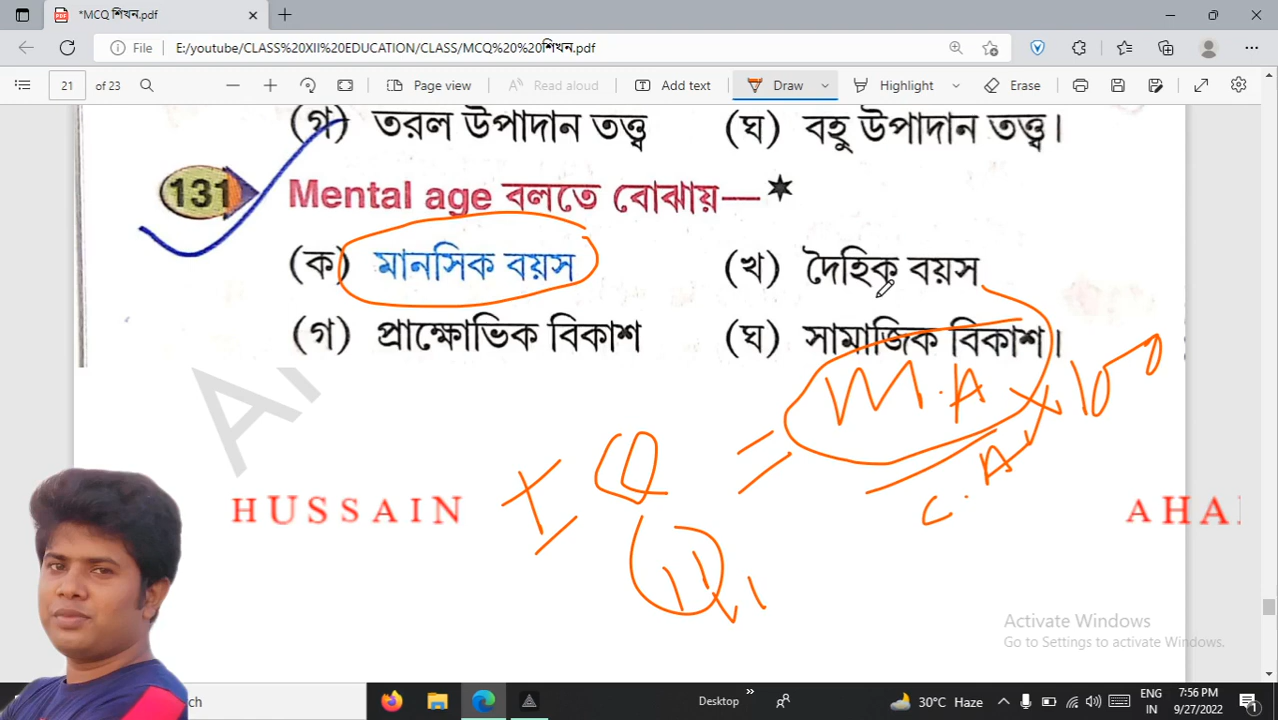 *MCQ শিখন.pdf
File E:/youtube/CLASS%20XII%20EDUCATION/CLASS/MCQ%20%20শিখন.pdf
21 of 23 Page view Read aloud Add text Draw Highlight Erase
(গ) তরল উপাদান তত্ত্ব (ঘ) বহু উপাদান তত্ত্ব।
131 Mental age বলতে বোঝায়—★
(ক) মানসিক বয়স (খ) দৈহিক বয়স
(গ) প্রাক্ষোভিক বিকাশ (ঘ) সামাজিক বিকাশ।
IQ = M.A × 100
C.A
HUSSAIN AHA
Activate Windows
Go to Settings to activate Windows.
rch Desktop 30°C Haze ENG IN 7:56 PM 9/27/2022